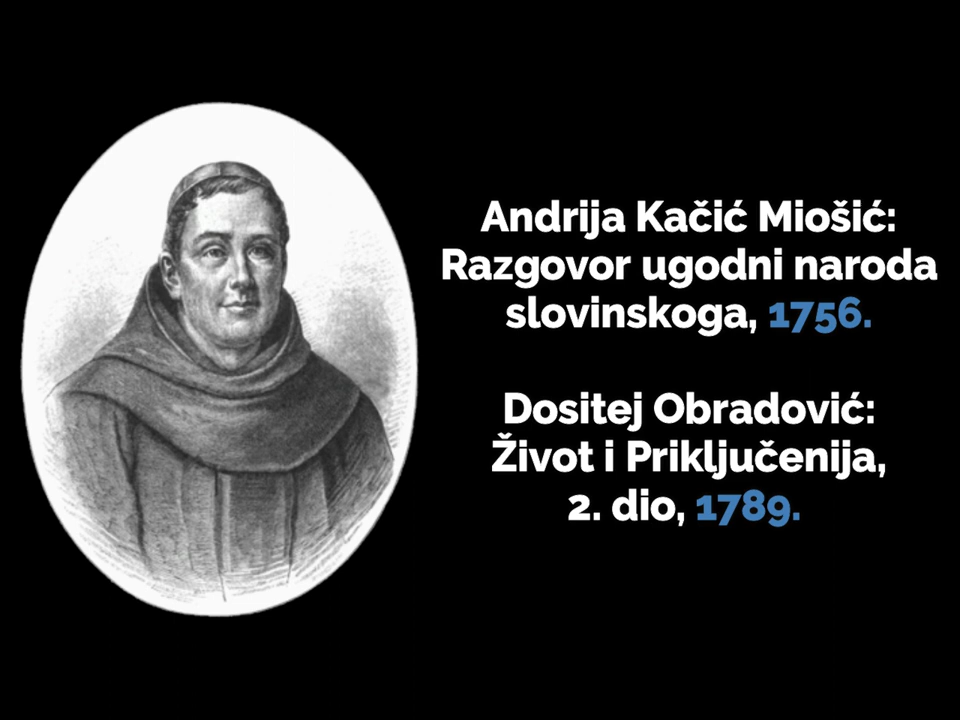 Andrija Kačić Miošić:
Razgovor ugodni naroda
slovinskoga, 1756.
Dositej Obradović:
Život i Priključenija,
2. dio, 1789.